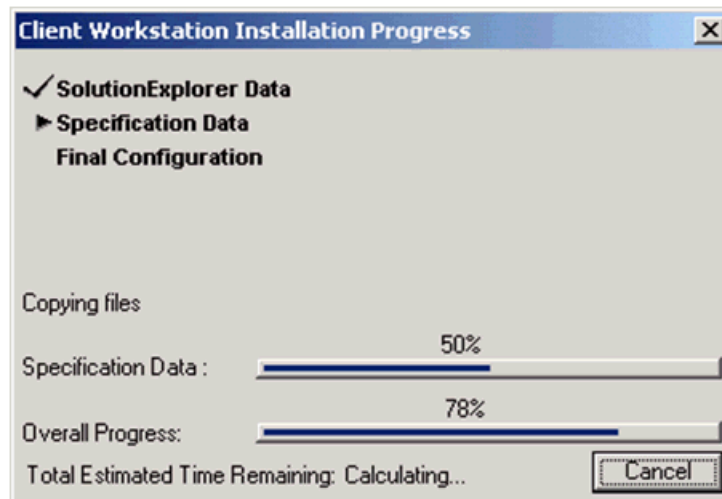 Client Workstation Installation Progress
SolutionExplorer Data
Specification Data
Final Configuration
Copying files
50%
Specification Data :
78%
Overall Progress:
Total Estimated Time Remaining: Calculating...
Cancel